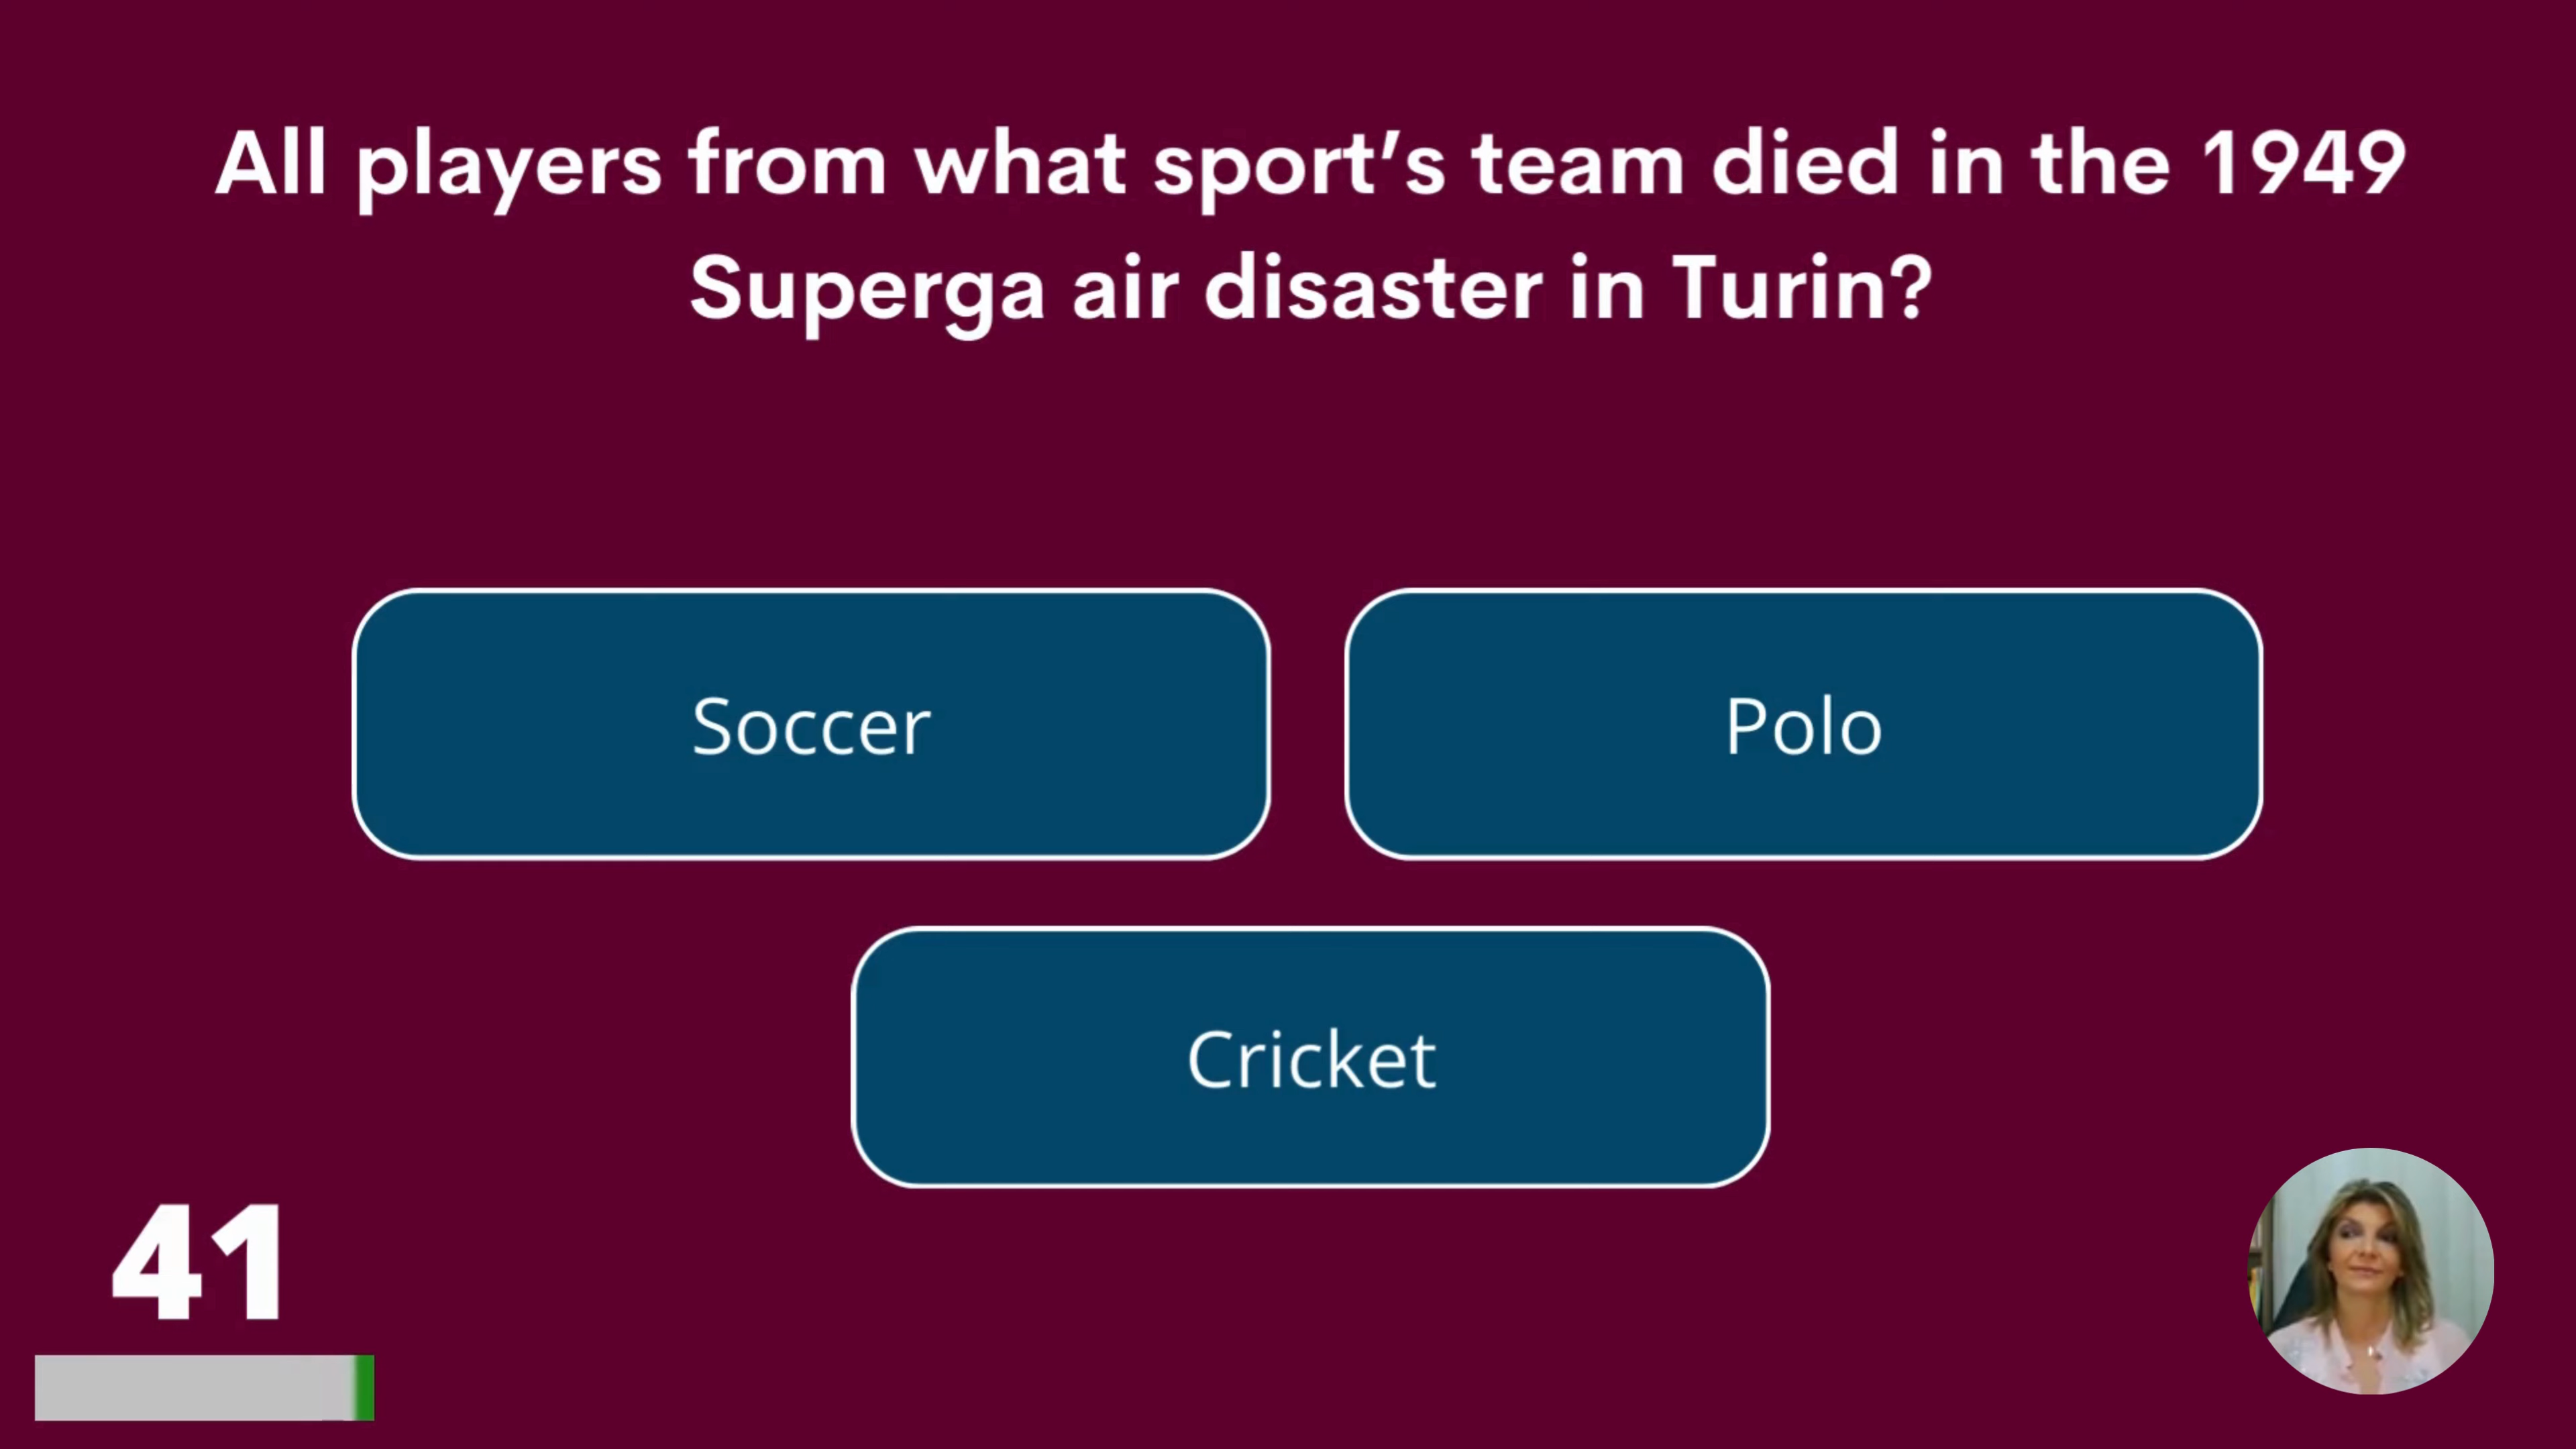 All players from what sport’s team died in the 1949
Superga air disaster in Turin?
Soccer
Polo
Cricket
41